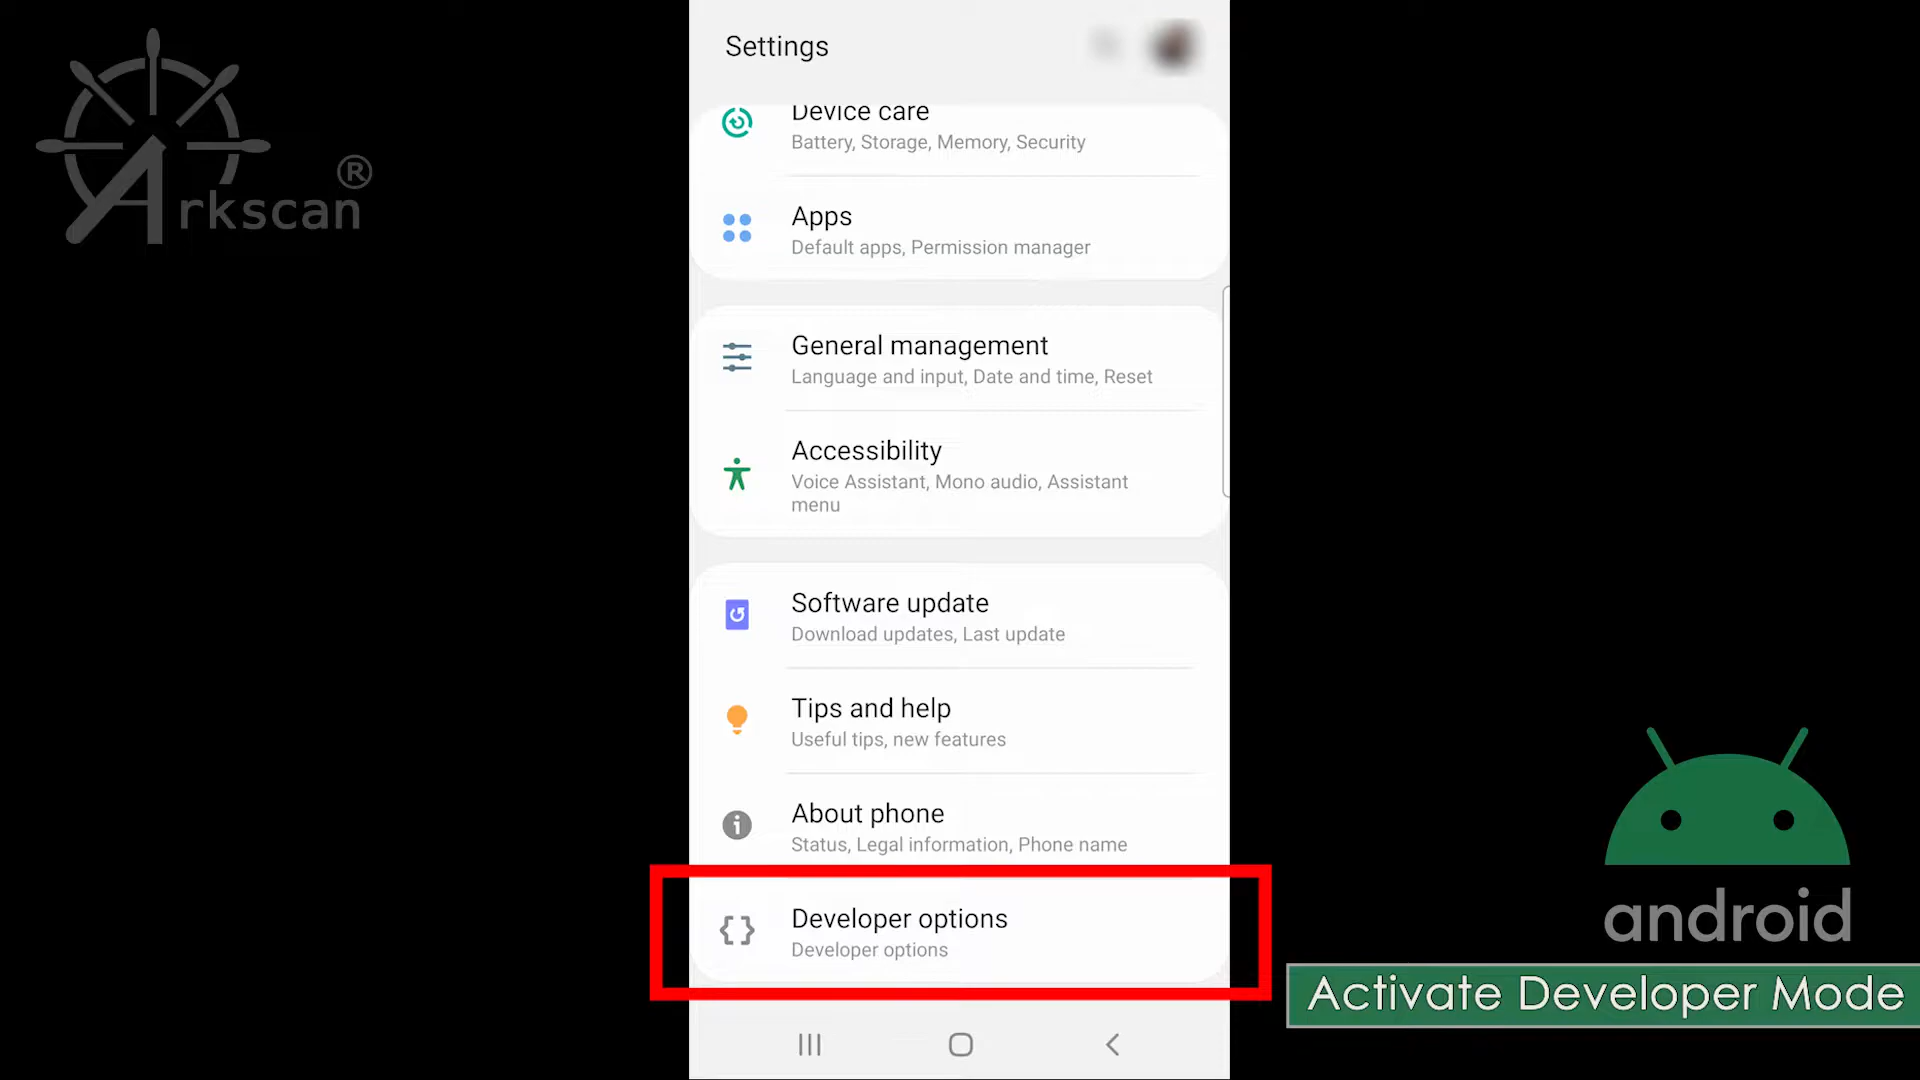 Arkscan®
Settings
Device care
Battery, Storage, Memory, Security
Apps
Default apps, Permission manager
General management
Language and input, Date and time, Reset
Accessibility
Voice Assistant, Mono audio, Assistant
menu
Software update
Download updates, Last update
Tips and help
Useful tips, new features
About phone
Status, Legal information, Phone name
Developer options
Developer options
android
Activate Developer Mode